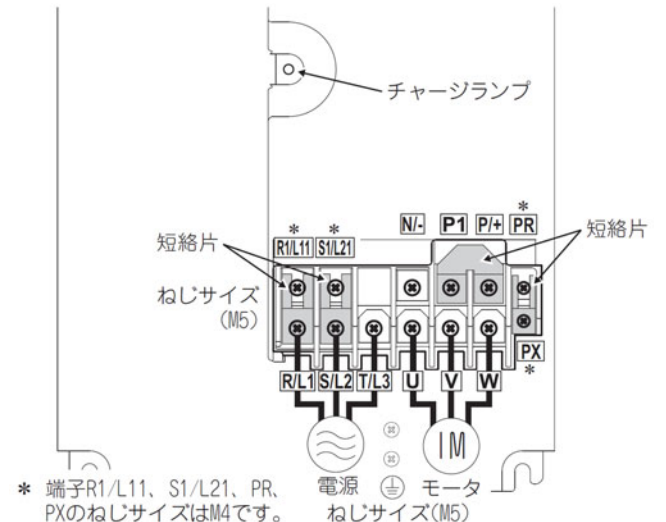 チャージランプ
N/- P1 P/+ PR
*
短絡片
R1/L11 S1/L21
* *
短絡片
ねじサイズ
(M5)
PX
*
R/L1 S/L2 T/L3 U V W
IM
電源 モータ
ねじサイズ(M5)
* 端子R1/L11、S1/L21、PR、
PXのねじサイズはM4です。